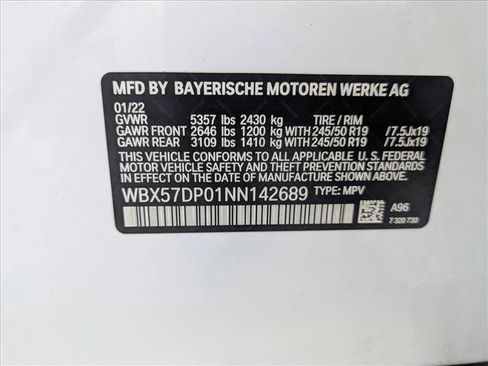 MFD BY BAYERISCHE MOTOREN WERKE AG
01/22
GVWR 5357 lbs 2430 kg TIRE / RIM
GAWR FRONT 2646 lbs 1200 kg WITH 245/50 R19 /7.5Jx19
GAWR REAR 3109 lbs 1410 kg WITH 245/50 R19 /7.5Jx19
THIS VEHICLE CONFORMS TO ALL APPLICABLE U. S. FEDERAL
MOTOR VEHICLE SAFETY AND THEFT PREVENTION STANDARDS
IN EFFECT ON THE DATE OF MANUFACTURE SHOWN ABOVE.
WBX57DP01NN142689 TYPE: MPV
A96
7 320 730